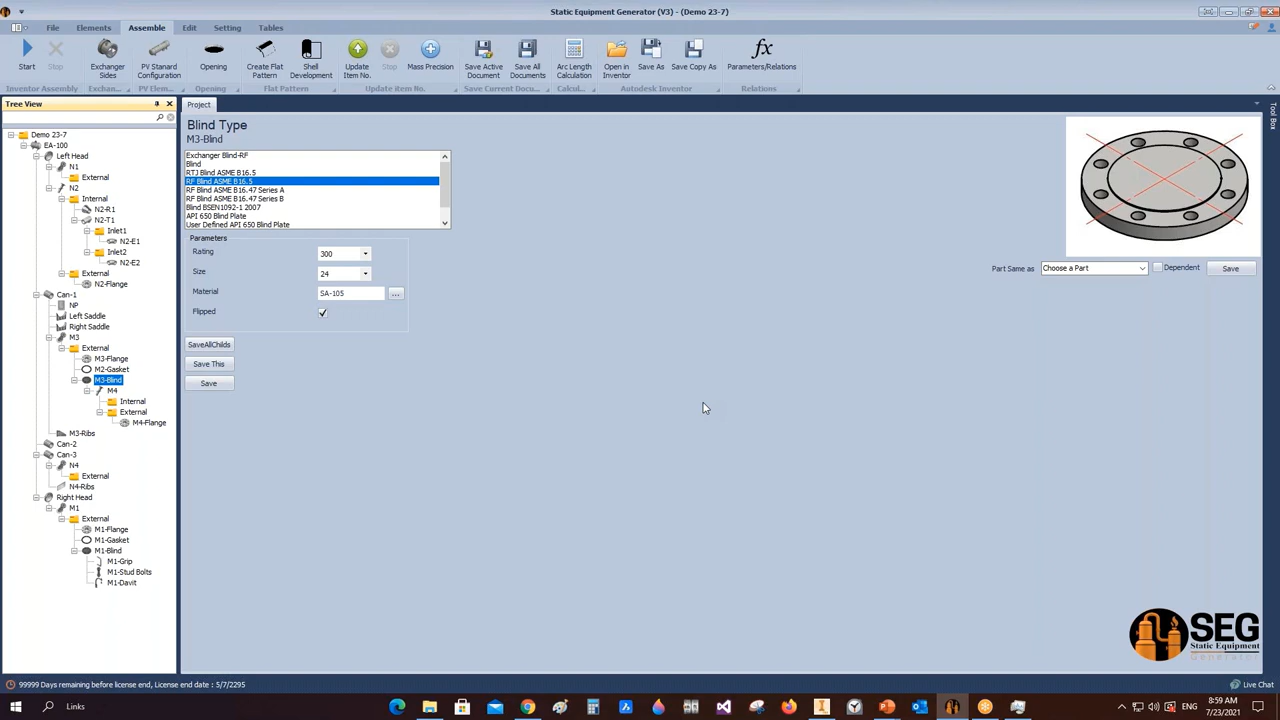 Static Equipment Generator (V3) - (Demo 23-7)
File
Elements
Assemble
Edit
Setting
Tables
Start
Stop
Exchanger
Sides
PV Stanard
Configuration
Opening
Create Flat
Pattern
Shell
Development
Update
Item No.
Stop
Mass Precision
Save Active
Document
Save All
Documents
Arc Length
Calculation
Open in
Inventor
Save As
Save Copy As
fx
Parameters/Relations
Inventor Assembly
Exchan...
PV Elem...
Opening
Flat Pattern
Update item No.
Save Current Docu...
Calcul...
Autodesk Inventor
Relations
Tree View
Project
Tool Box
Demo 23-7
EA-100
Left Head
N1
External
N2
Internal
N2-R1
N2-T1
Inlet1
N2-E1
Inlet2
N2-E2
External
N2-Flange
Can-1
NP
Left Saddle
Right Saddle
M3
External
M3-Flange
M2-Gasket
M3-Blind
M4
Internal
External
M4-Flange
M3-Ribs
Can-2
Can-3
N4
External
N4-Ribs
Right Head
M1
External
M1-Flange
M1-Gasket
M1-Blind
M1-Grip
M1-Stud Bolts
M1-Davit
Blind Type
M3-Blind
Exchanger Blind-RF
Blind
RTJ Blind ASME B16.5
RF Blind ASME B16.5
RF Blind ASME B16.47 Series A
RF Blind ASME B16.47 Series B
Blind BSEN1092-1 2007
API 650 Blind Plate
User Defined API 650 Blind Plate
Parameters
Rating
300
Size
24
Material
SA-105
...
Flipped
SaveAllChilds
Save This
Save
Part Same as
Choose a Part
Dependent
Save
SEG
Static Equipment
Generator
99999 Days remaining before license end, License end date : 5/7/2295
Live Chat
Links
8:59 AM
7/23/2021